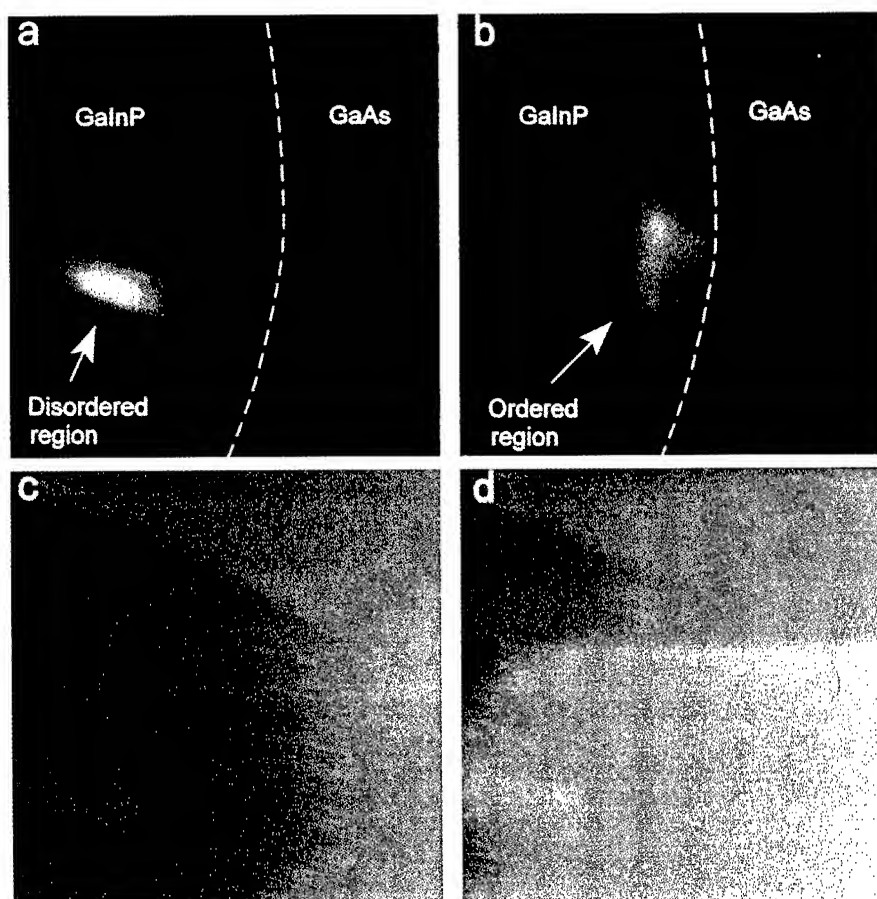 a
GaInP
GaAs
Disordered
region
b
GaInP
GaAs
Ordered
region
c
d